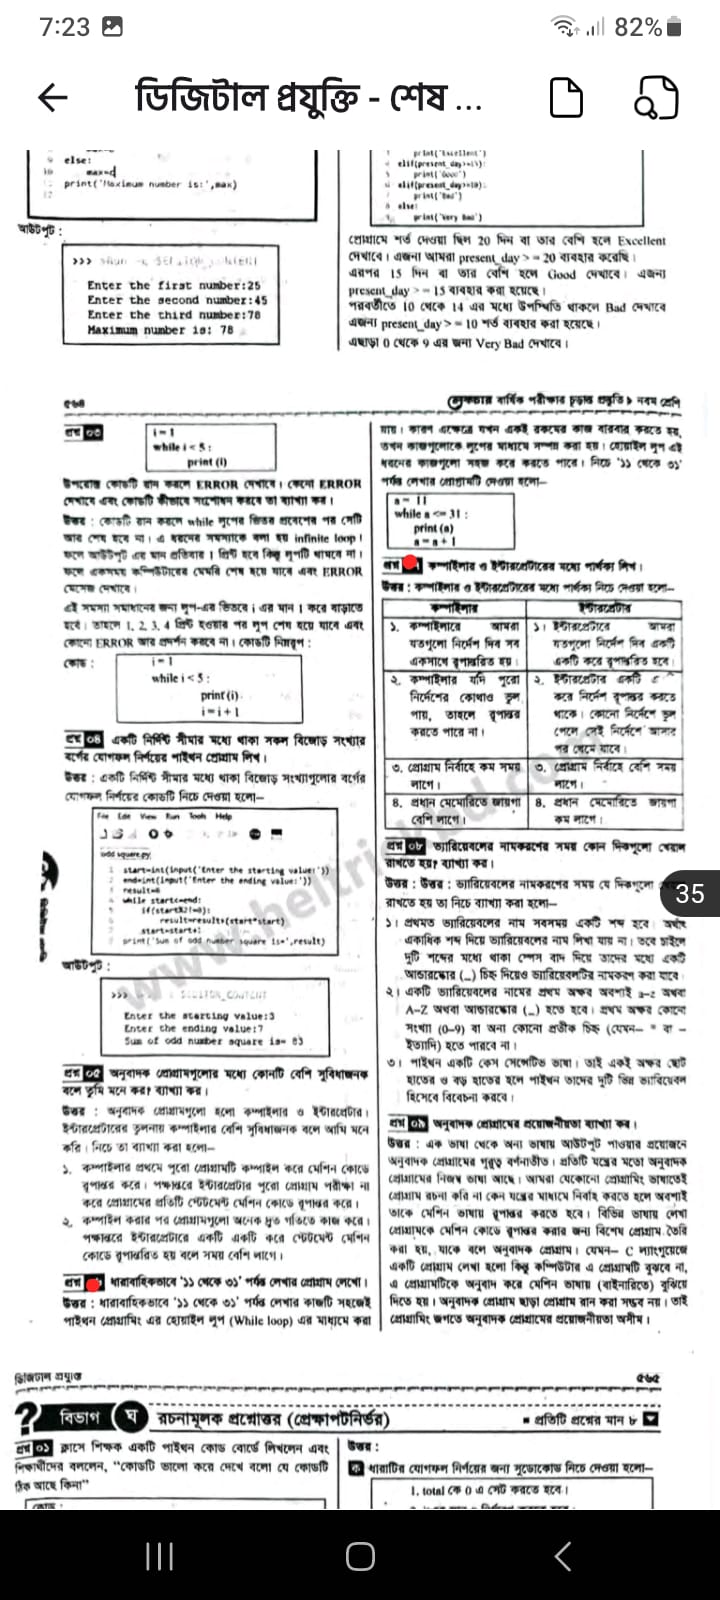 7:23
82%
ডিজিটাল প্রযুক্তি - শেষ ...
else:
max=d
print('Maximum number is:',max)
আউটপুট :
Enter the first number:25
Enter the second number:45
Enter the third number:78
Maximum number is: 78
print('Excellent')
elif(present_day>=15):
print('Good')
elif(present_day>=10):
print('Bad')
else:
print('Very Bad')
প্রোগ্রামে শর্ত দেওয়া ছিল 20 দিন বা তার বেশি হলে Excellent
দেখাবে। এজন্য আমরা present_day > = 20 ব্যবহার করেছি।
এরপর 15 দিন বা তার বেশি হলে Good দেখাবে। এজন্য
present_day > = 15 ব্যবহার করা হয়েছে।
পরবর্তীতে 10 থেকে 14 এর মধ্যে উপস্থিতি থাকলে Bad দেখাবে
এজন্য present_day > = 10 শর্ত ব্যবহার করা হয়েছে।
এছাড়া 0 থেকে 9 এর জন্য Very Bad দেখাবে।
৫৬৪
লেকচার বার্ষিক পরীক্ষার চূড়ান্ত প্রস্তুতি ▶ নবম শ্রেণি
প্রশ্ন ০৩
i = 1
while i < 5 :
print (i)
উপরোক্ত কোডটি রান করলে ERROR দেখাবে। কেনো ERROR
দেখাবে এবং কোডটি কীভাবে সংশোধন করবে তা ব্যাখ্যা কর।
উত্তর : কোডটি রান করলে while লুপের ভিতর প্রবেশের পর সেটি
আর শেষ হবে না। এ ধরনের সমস্যাকে বলা হয় infinite loop।
ফলে আউটপুট এর মান প্রতিবার 1 প্রিন্ট হবে কিন্তু লুপটি থামবে না।
ফলে একসময় কম্পিউটারের মেমরি শেষ হয়ে যাবে এবং ERROR
মেসেজ দেখাবে।
এই সমস্যা সমাধানের জন্য লুপ-এর ভিতরে i এর মান 1 করে বাড়াতে
হবে। তাহলে 1, 2, 3, 4 প্রিন্ট হওয়ার পর লুপ শেষ হয়ে যাবে এবং
কোনো ERROR আর প্রদর্শন করবে না। কোডটি নিম্নরূপ :
কোড :
i = 1
while i < 5 :
print (i)
i = i + 1
প্রশ্ন ০৪ একটি নির্দিষ্ট সীমার মধ্যে থাকা সকল বিজোড় সংখ্যার
বর্গের যোগফল নির্ণয়ের পাইথন প্রোগ্রাম লিখ।
উত্তর : একটি নির্দিষ্ট সীমার মধ্যে থাকা বিজোড় সংখ্যাগুলোর বর্গের
যোগফল নির্ণয়ের কোডটি নিচে দেওয়া হলো—
File Edit View Run Tools Help
odd square.py
start=int(input('Enter the starting value:'))
end=int(input('Enter the ending value:'))
result=0
while start<=end:
if(start%2!=0):
result=result+(start*start)
print('Sum of odd number square is=',result)
আউটপুট :
Enter the starting value:3
Enter the ending value:7
Sum of odd number square is= 83
প্রশ্ন ০৫ অনুবাদক প্রোগ্রামগুলোর মধ্যে কোনটি বেশি সুবিধাজনক
বলে তুমি মনে কর? ব্যাখ্যা কর।
উত্তর : অনুবাদক প্রোগ্রামগুলো হলো কম্পাইলার ও ইন্টারপ্রেটার।
ইন্টারপ্রেটারের তুলনায় কম্পাইলার বেশি সুবিধাজনক বলে আমি মনে
করি। নিচে তা ব্যাখ্যা করা হলো—
১. কম্পাইলার প্রথমে পুরো প্রোগ্রামটি কম্পাইল করে মেশিন কোডে
রূপান্তর করে। পক্ষান্তরে ইন্টারপ্রেটার পুরো প্রোগ্রাম পরীক্ষা না
করে প্রোগ্রামের প্রতিটি স্টেটমেন্ট মেশিন কোডে রূপান্তর করে।
২. কম্পাইল করার পর প্রোগ্রামগুলো অনেক দ্রুত গতিতে কাজ করে।
পক্ষান্তরে ইন্টারপ্রেটারে একটি একটি করে স্টেটমেন্ট মেশিন
কোডে রূপান্তরিত হয় বলে সময় বেশি লাগে।
প্রশ্ন ধারাবাহিকভাবে '১১ থেকে ৩১' পর্যন্ত লেখার প্রোগ্রাম লেখো।
উত্তর : ধারাবাহিকভাবে '১১ থেকে ৩১' পর্যন্ত লেখার কাজটি সহজেই
পাইথন প্রোগ্রামিং এর হোয়াইল লুপ (While loop) এর মাধ্যমে করা
যায়। কারণ এক্ষেত্রে যখন একই রকমের কাজ বারবার করতে হয়,
তখন কাজগুলোকে লুপের মাধ্যমে সম্পন্ন করা হয়। হোয়াইল লুপ এই
ধরনের কাজগুলো সহজ করে করতে পারে। নিচে '১১ থেকে ৩১'
পর্যন্ত লেখার প্রোগ্রামটি দেওয়া হলো—
a = 11
while a <= 31 :
print (a)
a = a + 1
প্রশ্ন কম্পাইলার ও ইন্টারপ্রেটারের মধ্যে পার্থক্য লিখ।
উত্তর : কম্পাইলার ও ইন্টারপ্রেটারের মধ্যে পার্থক্য নিচে দেওয়া হলো—
কম্পাইলার ইন্টারপ্রেটার
১. কম্পাইলারে আমরা ১। ইন্টারপ্রেটারে আমরা
যতগুলো নির্দেশ দিব সব যতগুলো নির্দেশ দিব একটি
একসাথে রূপান্তরিত হয়। একটি করে রূপান্তরিত হবে।
২. কম্পাইলার যদি পুরো ২. ইন্টারপ্রেটার একটি
নির্দেশের কোথাও ভুল করে নির্দেশ রূপান্তর করতে
পায়, তাহলে রূপান্তর থাকে। কোনো নির্দেশে ভুল
করতে পারে না। পেলে সেই নির্দেশে আসার
পর থেমে যাবে।
৩. প্রোগ্রাম নির্বাহে কম সময় ৩. প্রোগ্রাম নির্বাহে বেশি সময়
লাগে। লাগে।
৪. প্রধান মেমোরিতে জায়গা ৪. প্রধান মেমোরিতে জায়গা
বেশি লাগে। কম লাগে।
প্রশ্ন ০৮ ভ্যারিয়েবলের নামকরণের সময় কোন দিকগুলো খেয়াল
রাখতে হয়? ব্যাখ্যা কর।
উত্তর : উত্তর : ভ্যারিয়েবলের নামকরণের সময় যে দিকগুলো
রাখতে হয় তা নিচে ব্যাখ্যা করা হলো—
১। প্রথমত ভ্যারিয়েবলের নাম সবসময় একটি শব্দ হবে। অর্থাৎ
একাধিক শব্দ দিয়ে ভ্যারিয়েবলের নাম লিখা যায় না। তবে চাইলে
দুটি শব্দের মধ্যে থাকা স্পেস বাদ দিয়ে তাদের মধ্যে একটি
আন্ডারস্কোর (_) চিহ্ন দিয়েও ভ্যারিয়েবলটির নামকরণ করা যাবে।
২। একটি ভ্যারিয়েবলের নামের প্রথম অক্ষর অবশ্যই a-z অথবা
A-Z অথবা আন্ডারস্কোর (_) হতে হবে। প্রথম অক্ষর কোনো
সংখ্যা (0-9) বা অন্য কোনো প্রতীক চিহ্ন (যেমন- * বা -
ইত্যাদি) হতে পারবে না।
৩। পাইথন একটি কেস সেন্সেটিভ ভাষা। তাই একই অক্ষর ছোট
হাতের ও বড় হাতের হলে পাইথন তাদের দুটি ভিন্ন ভ্যারিয়েবল
হিসেবে বিবেচনা করবে।
প্রশ্ন ০৯ অনুবাদক প্রোগ্রামের প্রয়োজনীয়তা ব্যাখ্যা কর।
উত্তর : এক ভাষা থেকে অন্য ভাষায় আউটপুট পাওয়ার প্রয়োজনে
অনুবাদক প্রোগ্রামের গুরুত্ব বর্ণনাতীত। প্রতিটি যন্ত্রের মতো অনুবাদক
প্রোগ্রামের নিজস্ব ভাষা আছে। আমরা যেকোনো প্রোগ্রামিং ভাষাতেই
প্রোগ্রাম রচনা করি না কেন যন্ত্রের মাধ্যমে নির্বাহ করতে হলে অবশ্যই
তাকে মেশিন ভাষায় রূপান্তর করতে হবে। বিভিন্ন ভাষায় লেখা
প্রোগ্রামকে মেশিন কোডে রূপান্তর করার জন্য বিশেষ প্রোগ্রাম তৈরি
করা হয়, যাকে বলে অনুবাদক প্রোগ্রাম। যেমন— C ল্যাংগুয়েজে
একটি প্রোগ্রাম লেখা হলো কিন্তু কম্পিউটার এ প্রোগ্রামটি বুঝবে না,
এ প্রোগ্রামটিকে অনুবাদ করে মেশিন ভাষায় (বাইনারিতে) বুঝিয়ে
দিতে হয়। অনুবাদক প্রোগ্রাম ছাড়া প্রোগ্রাম রান করা সম্ভব নয়। তাই
প্রোগ্রামিং জগতে অনুবাদক প্রোগ্রামের প্রয়োজনীয়তা অসীম।
35
ডিজিটাল প্রযুক্তি
৫৬৫
বিভাগ ঘ রচনামূলক প্রশ্নোত্তর (প্রেক্ষাপটনির্ভর)
■ প্রতিটি প্রশ্নের মান ৮
প্রশ্ন ০১ ক্লাসে শিক্ষক একটি পাইথন কোড বোর্ডে লিখলেন এবং
শিক্ষার্থীদের বললেন, “কোডটি ভালো করে দেখে বলো যে কোডটি
ঠিক আছে কিনা”
কোড :
উত্তর :
ক ধারাটির যোগফল নির্ণয়ের জন্য সুডোকোড নিচে দেওয়া হলো—
1. total কে 0 এ সেট করতে হবে।